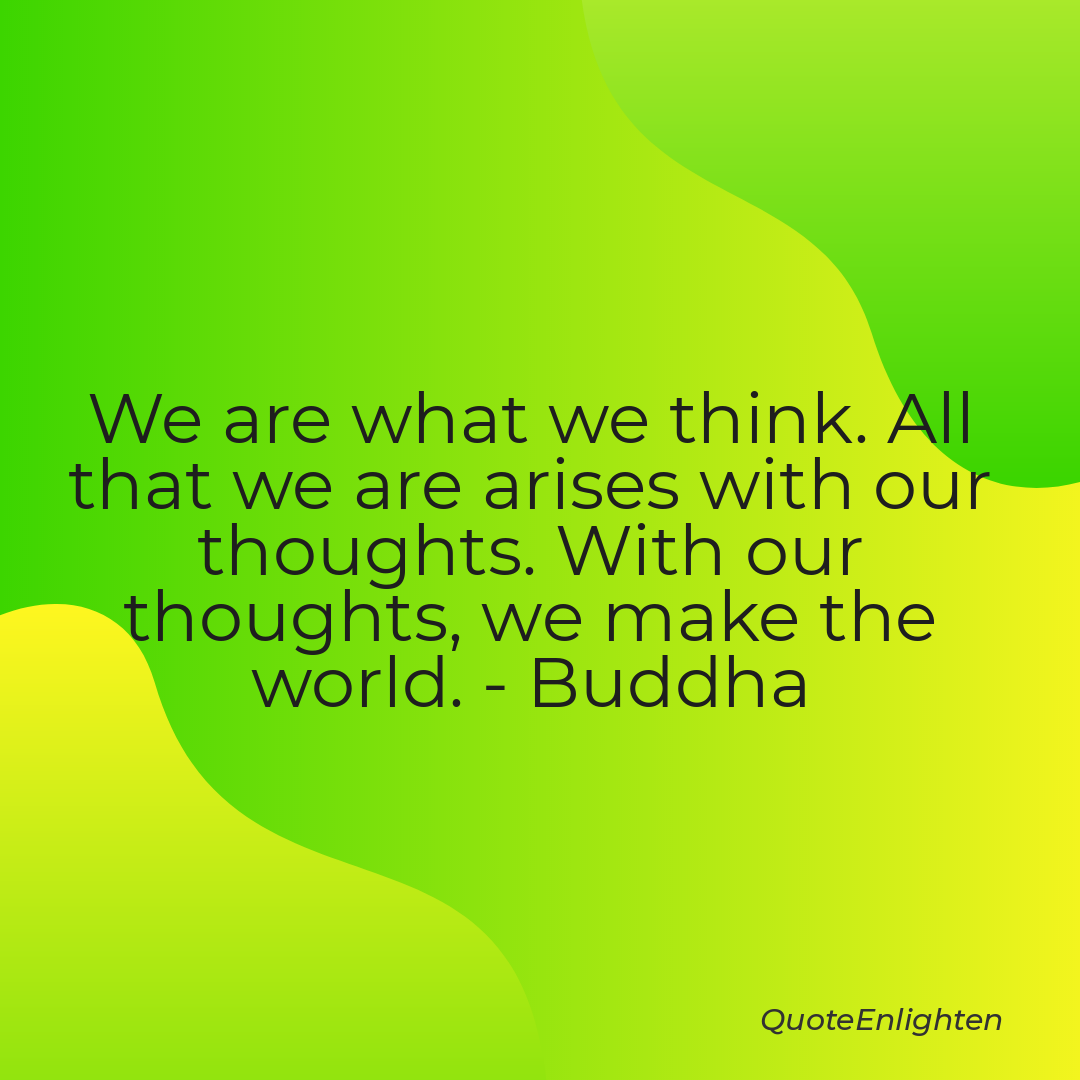 We are what we think. All
that we are arises with our
thoughts. With our
thoughts, we make the
world. - Buddha
QuoteEnlighten